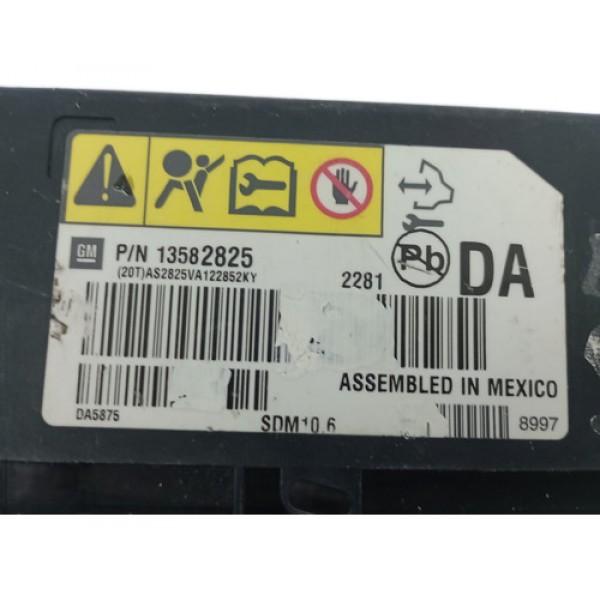 GM P/N 13582825
(20T)AS2825VA122852KY
2281
Pb
DA
ASSEMBLED IN MEXICO
DA5875
SDM10.6
8997